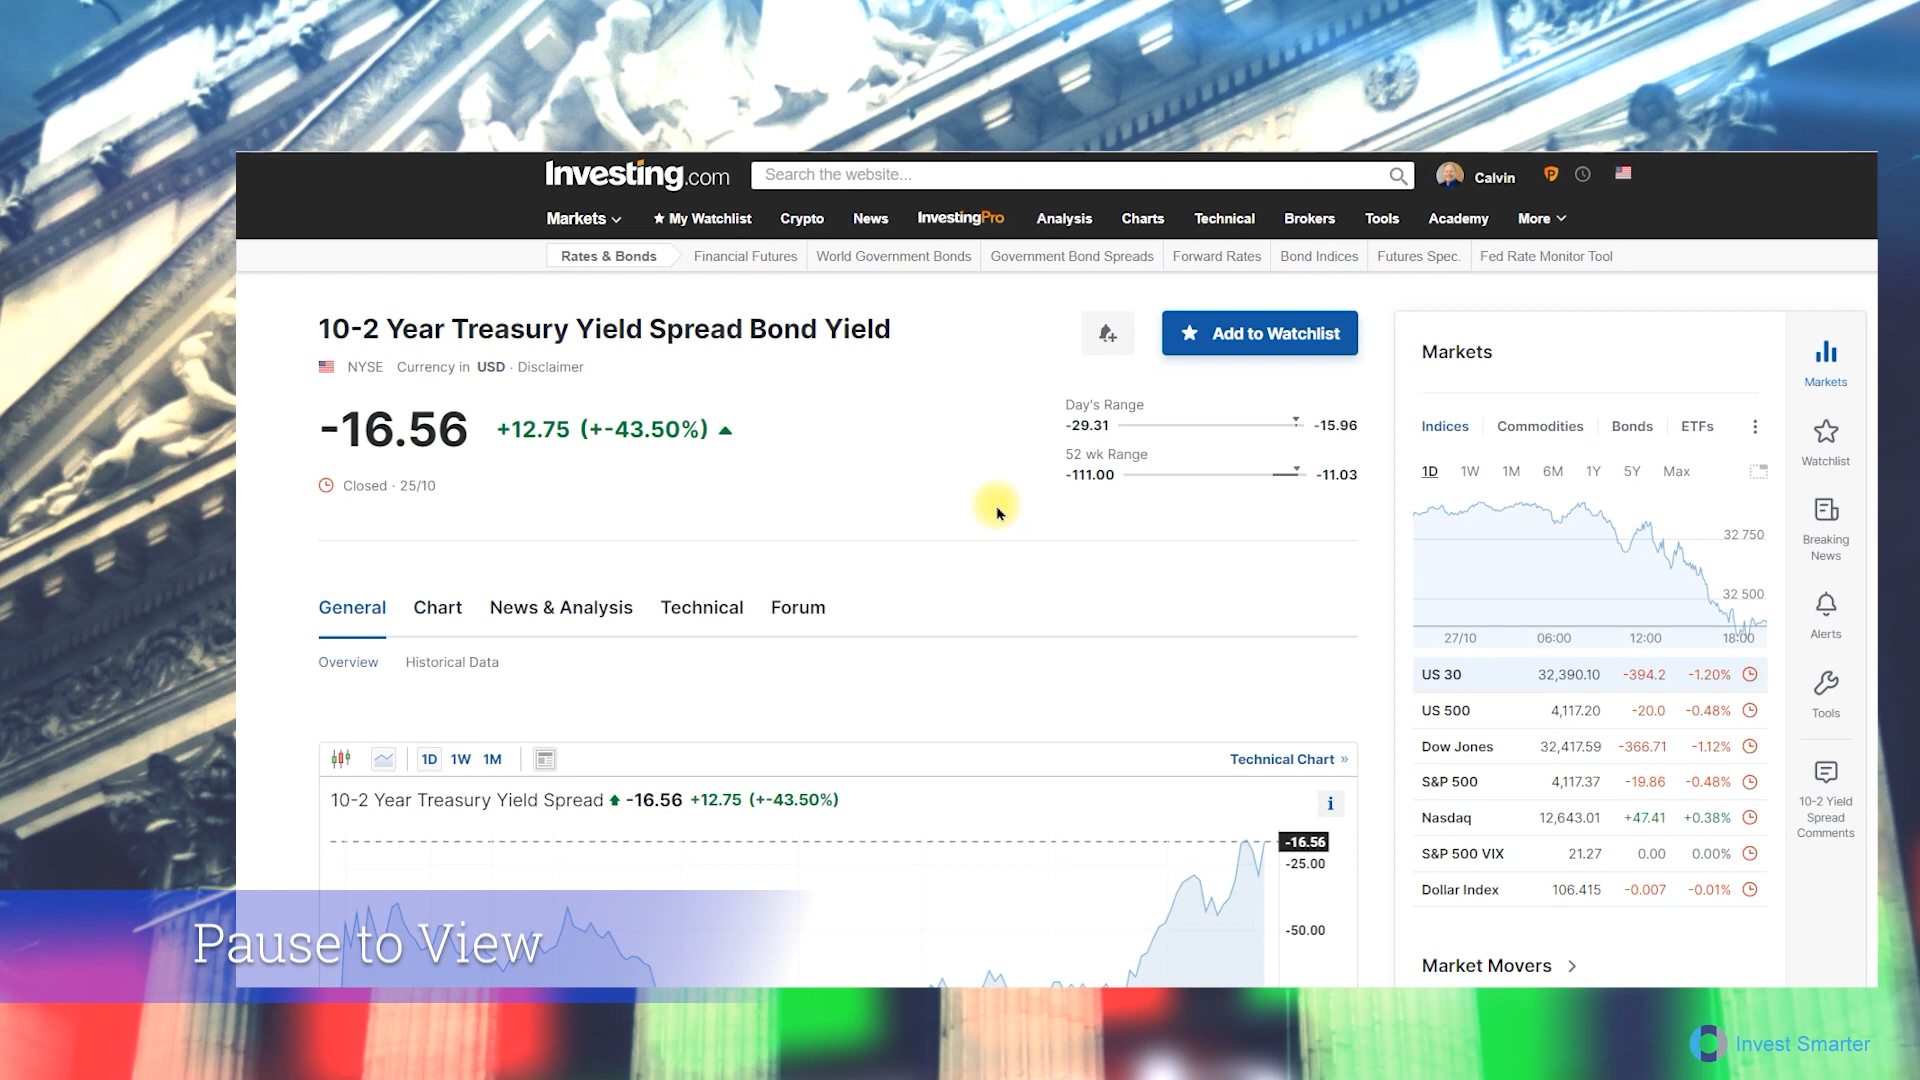 Investing.com
Search the website...
Calvin
Markets
My Watchlist
Crypto
News
InvestingPro
Analysis
Charts
Technical
Brokers
Tools
Academy
More
Rates & Bonds
Financial Futures
World Government Bonds
Government Bond Spreads
Forward Rates
Bond Indices
Futures Spec.
Fed Rate Monitor Tool
10-2 Year Treasury Yield Spread Bond Yield
Add to Watchlist
NYSE Currency in USD · Disclaimer
-16.56 +12.75 (+-43.50%)
Closed · 25/10
Day's Range
-29.31 -15.96
52 wk Range
-111.00 -11.03
General Chart News & Analysis Technical Forum
Overview Historical Data
1D 1W 1M
Technical Chart »
10-2 Year Treasury Yield Spread -16.56 +12.75 (+-43.50%)
i
-16.56
-25.00
-50.00
Markets
Indices Commodities Bonds ETFs
1D 1W 1M 6M 1Y 5Y Max
32 750
32 500
27/10 06:00 12:00 18:00
US 30 32,390.10 -394.2 -1.20%
US 500 4,117.20 -20.0 -0.48%
Dow Jones 32,417.59 -366.71 -1.12%
S&P 500 4,117.37 -19.86 -0.48%
Nasdaq 12,643.01 +47.41 +0.38%
S&P 500 VIX 21.27 0.00 0.00%
Dollar Index 106.415 -0.007 -0.01%
Market Movers
Markets
Watchlist
Breaking
News
Alerts
Tools
10-2 Yield
Spread
Comments
Pause to View
Invest Smarter